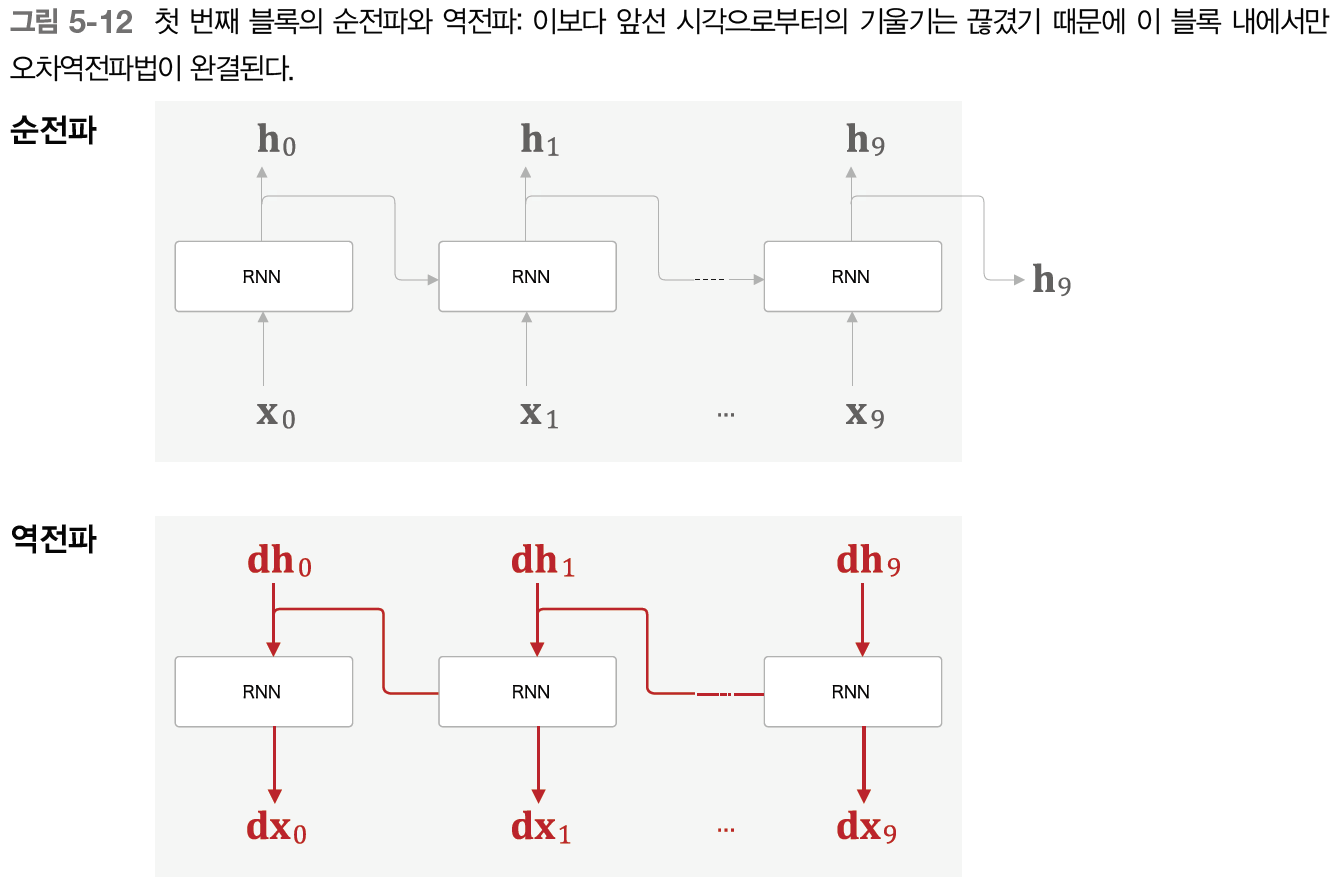 그림 5-12 첫 번째 블록의 순전파와 역전파: 이보다 앞선 시각으로부터의 기울기는 끊겼기 때문에 이 블록 내에서만
오차역전파법이 완결된다.
순전파
h0 h1 h9
RNN RNN RNN
h9
x0 x1 ... x9
역전파
dh0 dh1 dh9
RNN RNN RNN
dx0 dx1 ... dx9